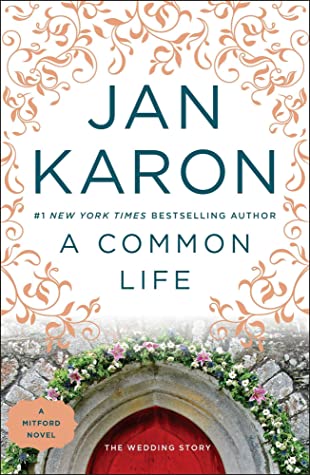 JAN
KARON
#1 NEW YORK TIMES BESTSELLING AUTHOR
A COMMON
LIFE
A
MITFORD
NOVEL
THE WEDDING STORY